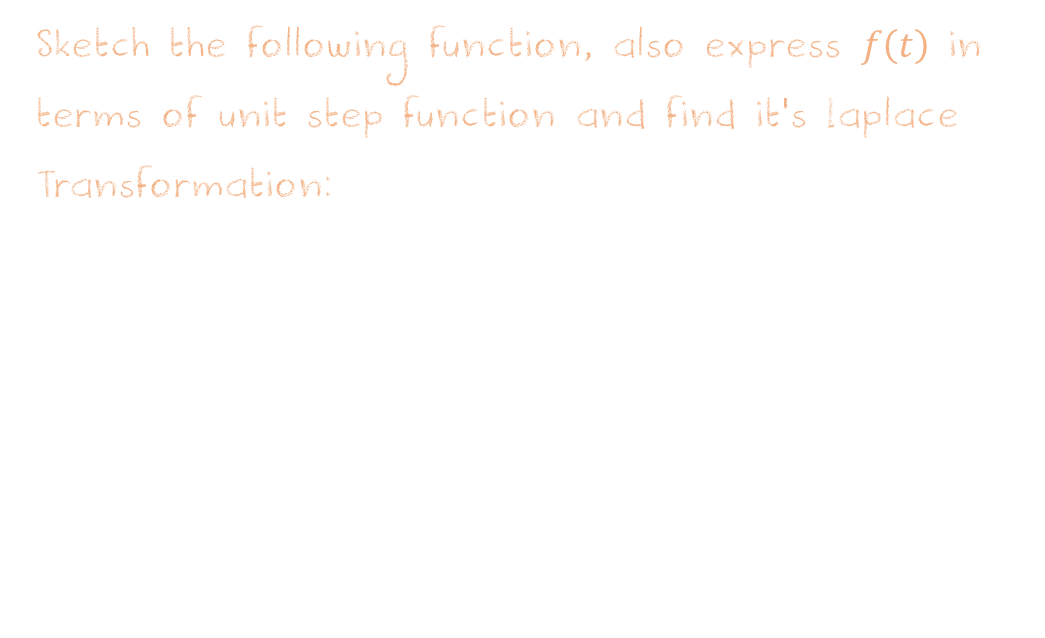 Sketch the following function, also express f(t) in
terms of unit step function and find it's Laplace
Transformation: